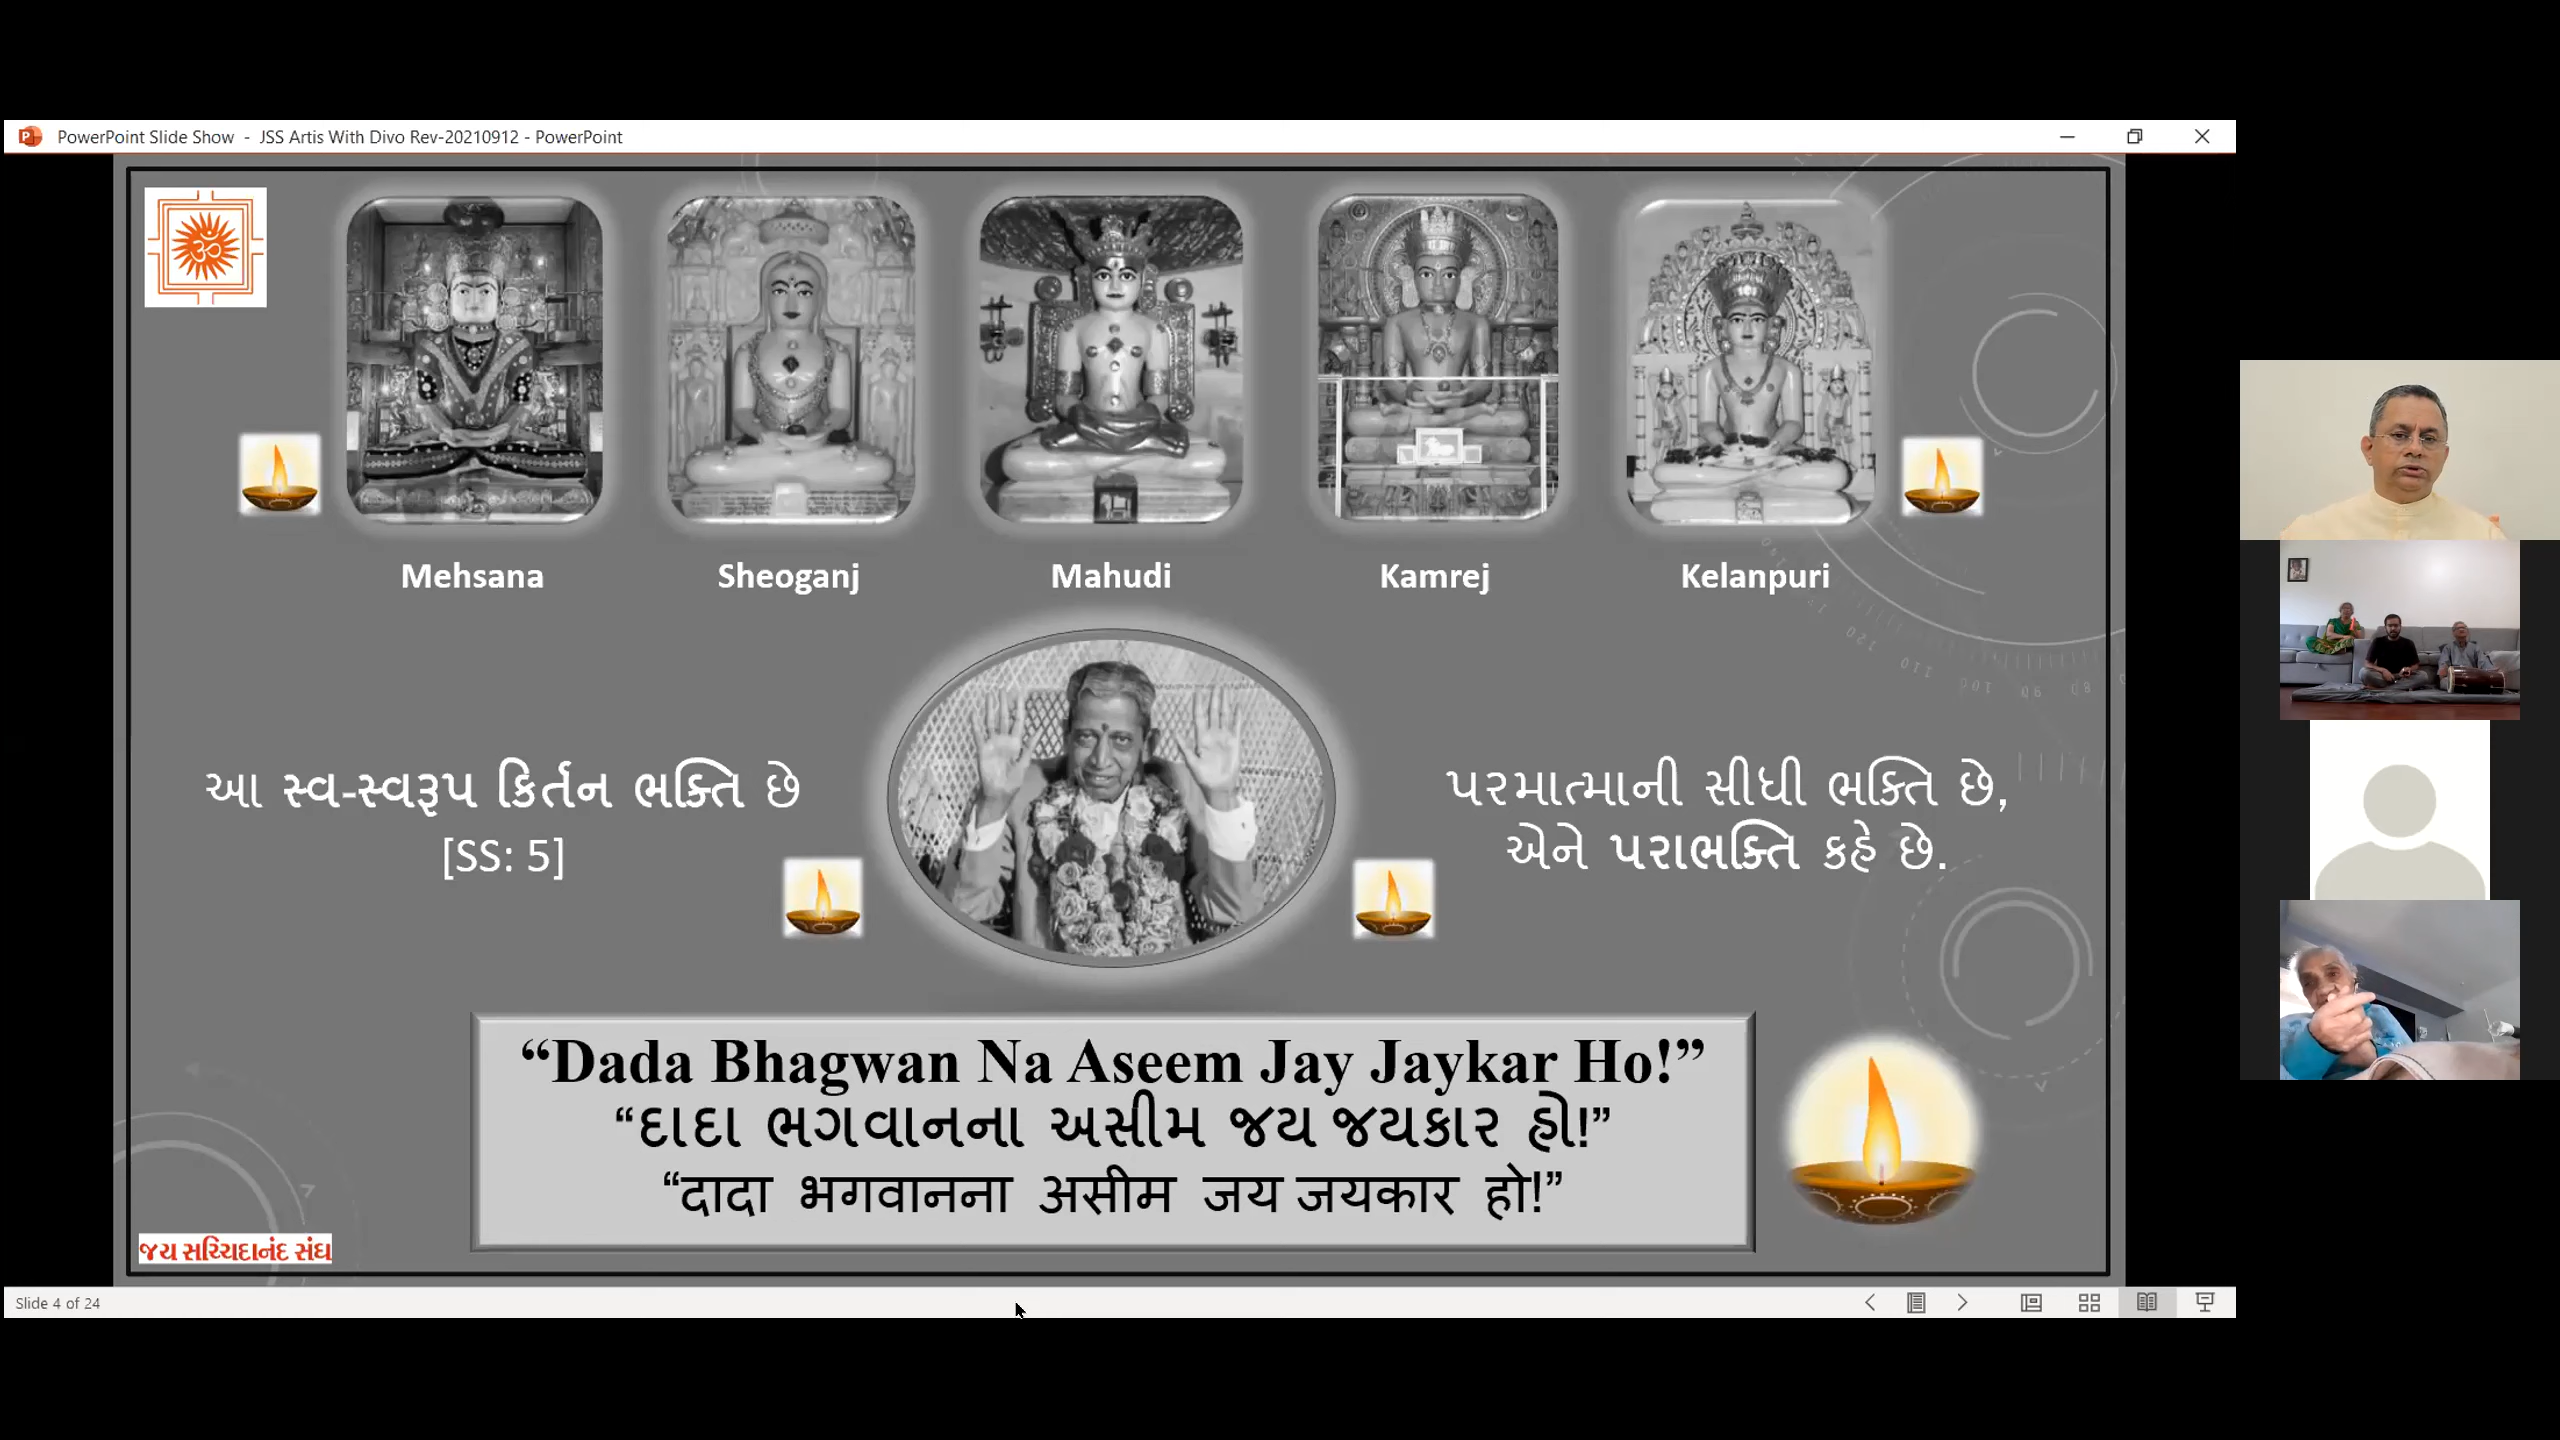 PowerPoint Slide Show - JSS Artis With Divo Rev-20210912 - PowerPoint
Mehsana
Sheoganj
Mahudi
Kamrej
Kelanpuri
આ સ્વ-સ્વરૂપ કિર્તન ભક્તિ છે
[SS: 5]
પરમાત્માની સીધી ભક્તિ છે,
એને પરાભક્તિ કહે છે.
“Dada Bhagwan Na Aseem Jay Jaykar Ho!”
“દાદા ભગવાનના અસીમ જય જયકાર હો!”
“दादा भगवानना असीम जय जयकार हो!”
જય સચ્ચિદાનંદ સંઘ
Slide 4 of 24